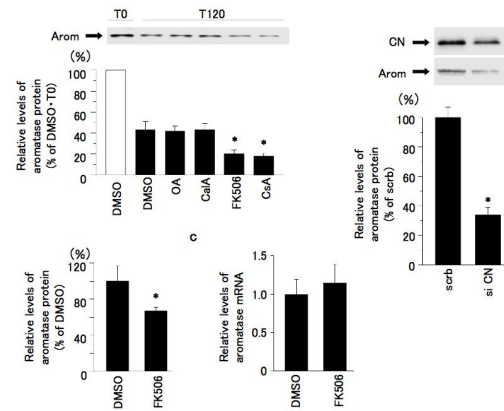 T0 T120
Arom
(%)
100
80
60
40
20
0
Relative levels of
aromatase protein
(% of DMSO・T0)
DMSO
DMSO
OA
CalA
FK506
CsA
*
*
CN
Arom
(%)
100
80
60
40
20
0
Relative levels of
aromatase protein
(% of scrb)
scrb
si CN
*
C
(%)
120
80
40
0
Relative levels of
aromatase protein
(% of DMSO)
DMSO
FK506
*
1.5
1.0
0.5
0
Relative levels of
aromatase mRNA
DMSO
FK506